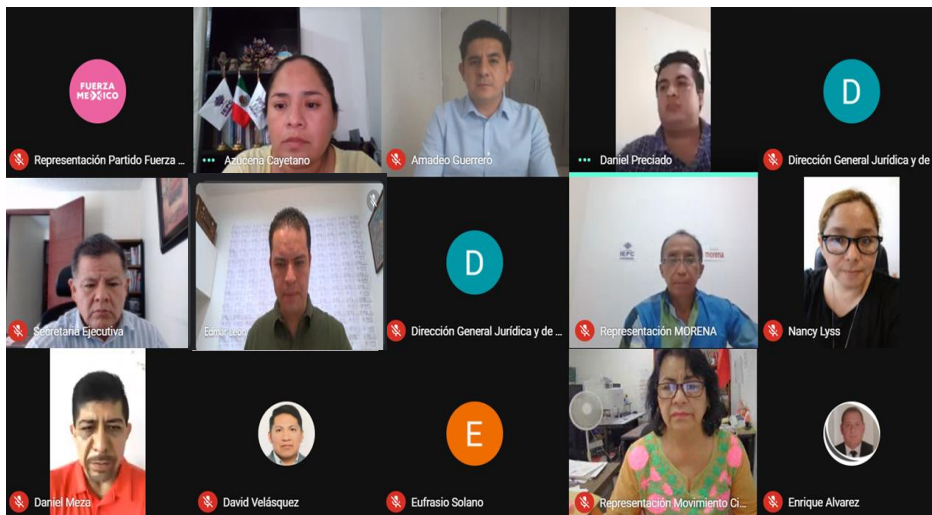 FUERZA
MEXICO
Representación Partido Fuerza ...
Azucena Cayetano
Amadeo Guerrero
Daniel Preciado
D
Dirección General Jurídica y de
Secretaria Ejecutiva
Edmar León
D
Dirección General Jurídica y de ...
IEPC
morena
Representación MORENA
Nancy Lyss
Daniel Meza
David Velásquez
E
Eufrasio Solano
Representación Movimiento Ci...
Enrique Alvarez